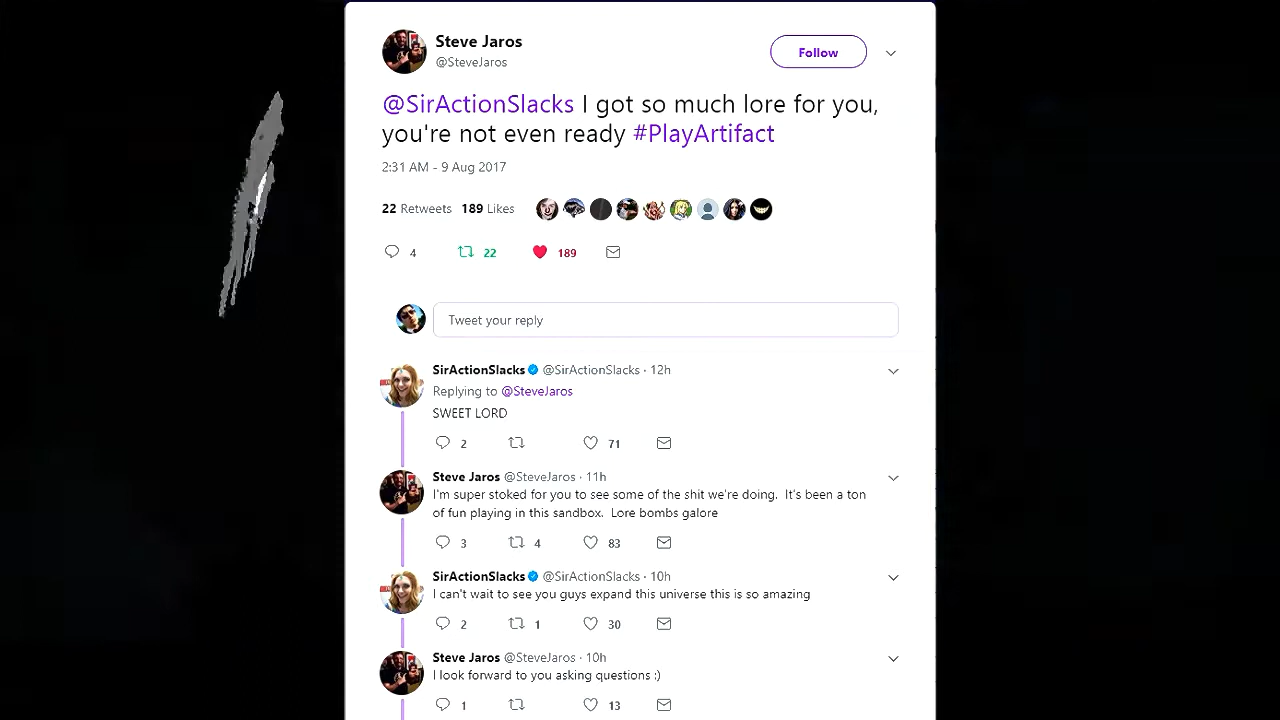 Steve Jaros
@SteveJaros
Follow
@SirActionSlacks I got so much lore for you,
you're not even ready #PlayArtifact
2:31 AM - 9 Aug 2017
22 Retweets 189 Likes
4 22 189
Tweet your reply
SirActionSlacks @SirActionSlacks · 12h
Replying to @SteveJaros
SWEET LORD
2 71
Steve Jaros @SteveJaros · 11h
I'm super stoked for you to see some of the shit we're doing. It's been a ton
of fun playing in this sandbox. Lore bombs galore
3 4 83
SirActionSlacks @SirActionSlacks · 10h
I can't wait to see you guys expand this universe this is so amazing
2 1 30
Steve Jaros @SteveJaros · 10h
I look forward to you asking questions :)
1 13